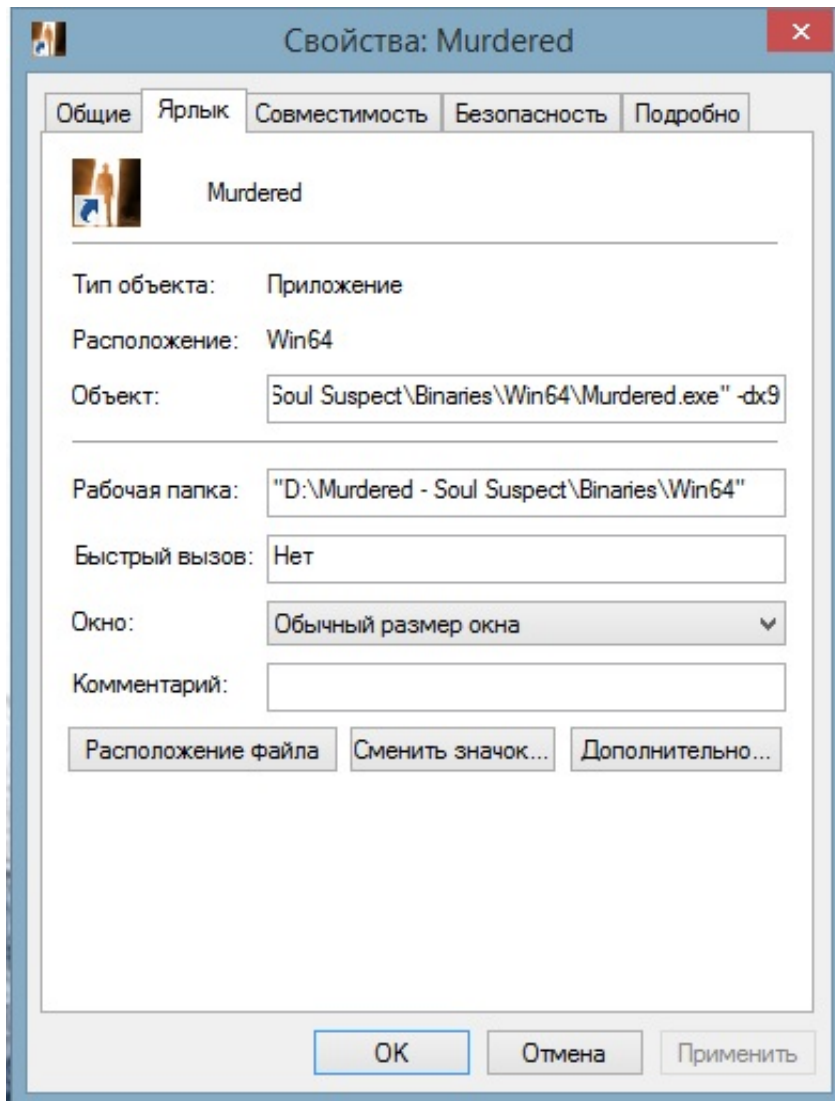 Свойства: Murdered
Общие Ярлык Совместимость Безопасность Подробно
Murdered
Тип объекта: Приложение
Расположение: Win64
Объект: Soul Suspect\Binaries\Win64\Murdered.exe" -dx9
Рабочая папка: "D:\Murdered - Soul Suspect\Binaries\Win64"
Быстрый вызов: Нет
Окно: Обычный размер окна
Комментарий:
Расположение файла Сменить значок... Дополнительно...
OK Отмена Применить